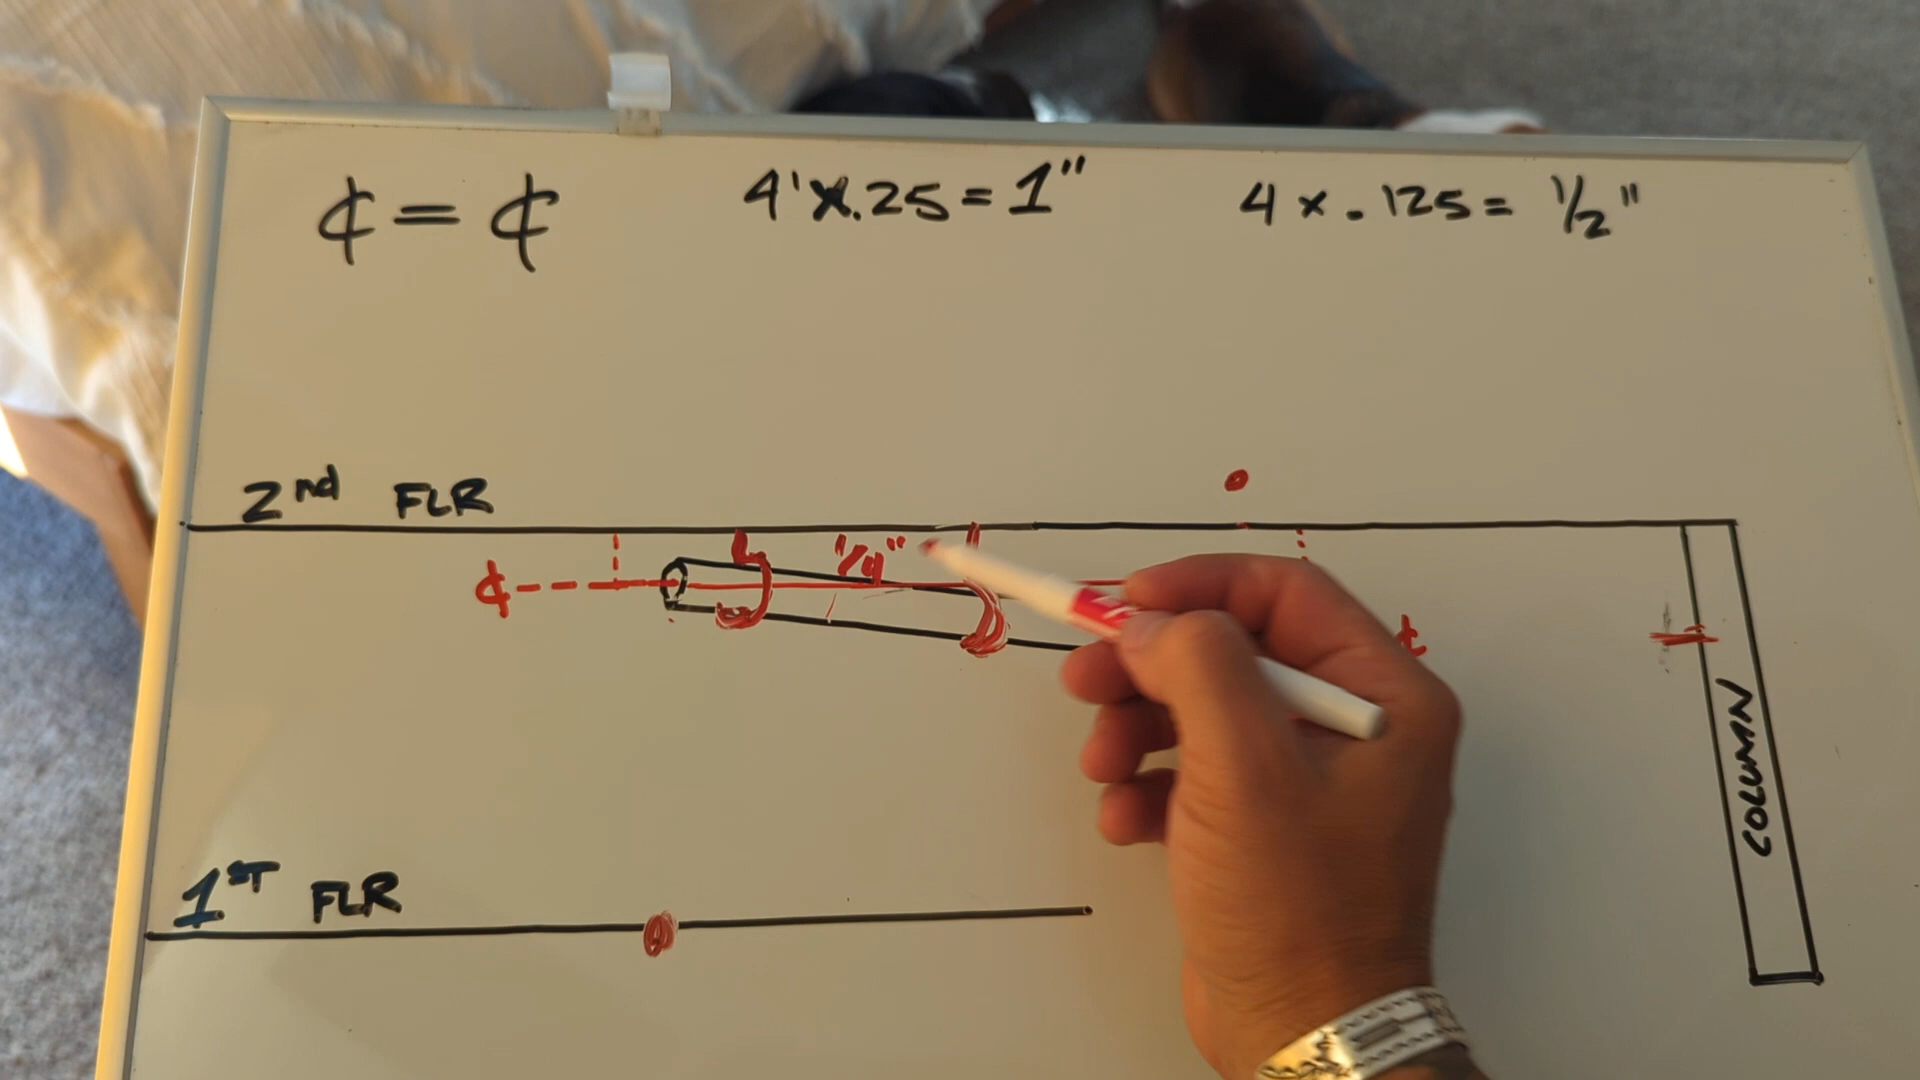 ℄ = ℄
4' x .25 = 1"
4 x .125 = 1/2"
2nd FLR
1/4"
℄
℄
COLUMN
1ST FLR